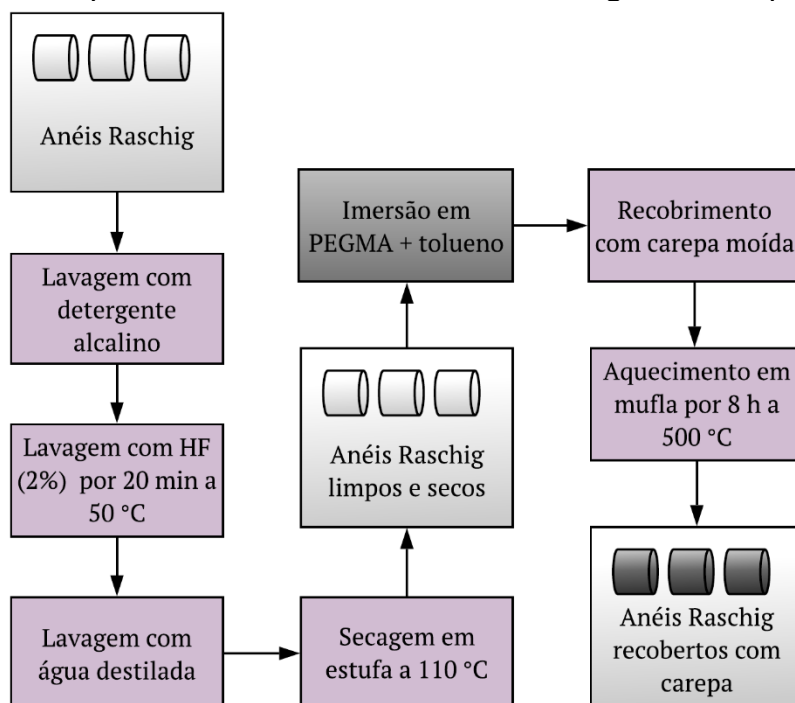 Anéis Raschig
Lavagem com
detergente
alcalino
Lavagem com HF
(2%) por 20 min a
50 °C
Lavagem com
água destilada
Secagem em
estufa a 110 °C
Anéis Raschig
limpos e secos
Imersão em
PEGMA + tolueno
Recobrimento
com carepa moída
Aquecimento em
mufla por 8 h a
500 °C
Anéis Raschig
recobertos com
carepa